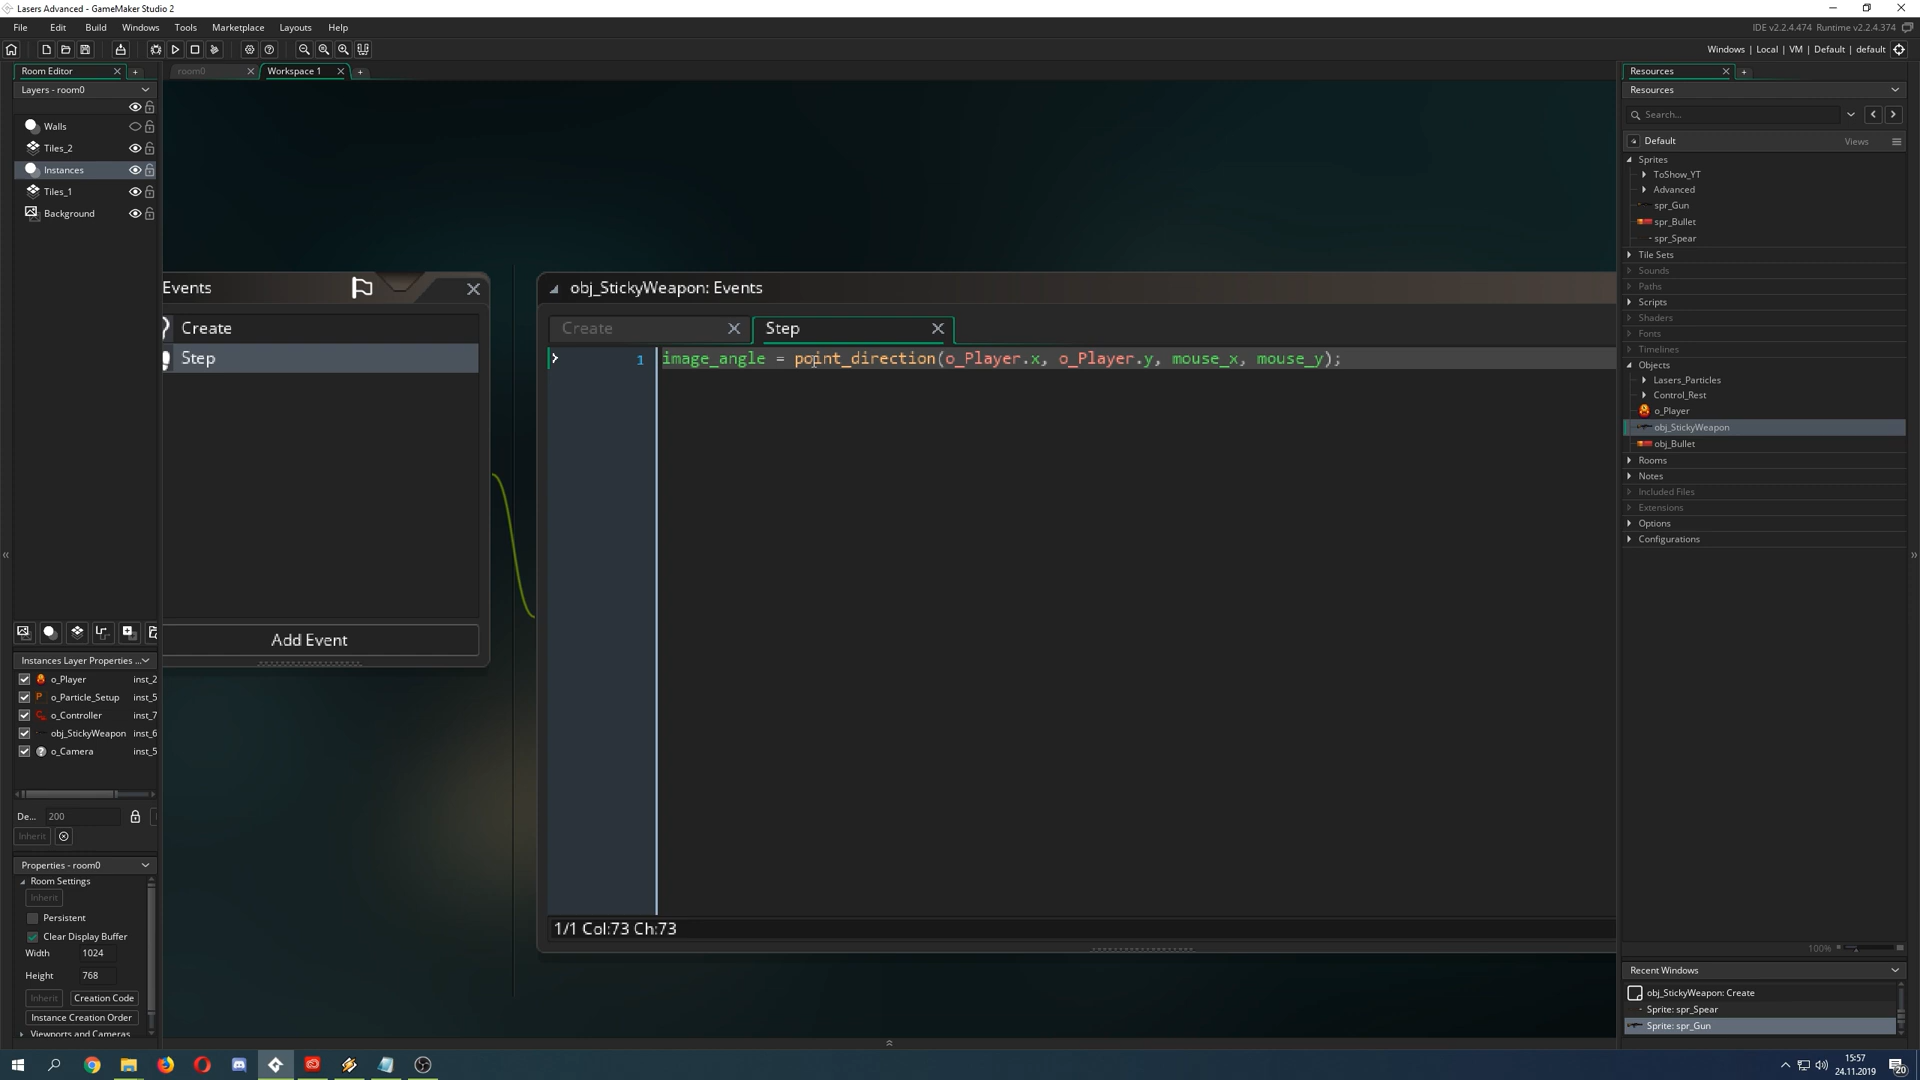 Lasers Advanced - GameMaker Studio 2
File Edit Build Windows Tools Marketplace Layouts Help
IDE v2.2.4.474 Runtime v2.2.4.374
Windows | Local | VM | Default | default
Room Editor
room0
Workspace 1
Resources
Layers - room0
Resources
Search...
Walls
Tiles_2
Instances
Tiles_1
Background
Default
Views
Sprites
ToShow_YT
Advanced
spr_Gun
spr_Bullet
spr_Spear
Tile Sets
Sounds
Paths
Scripts
Shaders
Fonts
Timelines
Objects
Lasers_Particles
Control_Rest
o_Player
obj_StickyWeapon
obj_Bullet
Rooms
Notes
Included Files
Extensions
Options
Configurations
Events
Create
Step
Add Event
obj_StickyWeapon: Events
Create
Step
1 image_angle = point_direction(o_Player.x, o_Player.y, mouse_x, mouse_y);
1/1 Col:73 Ch:73
Instances Layer Properties ...
o_Player inst_2
o_Particle_Setup inst_5
o_Controller inst_7
obj_StickyWeapon inst_6
o_Camera inst_5
De... 200
Inherit
Properties - room0
Room Settings
Inherit
Persistent
Clear Display Buffer
Width 1024
Height 768
Inherit Creation Code
Instance Creation Order
Viewports and Cameras
100%
Recent Windows
obj_StickyWeapon: Create
Sprite: spr_Spear
Sprite: spr_Gun
15:57
24.11.2019
20